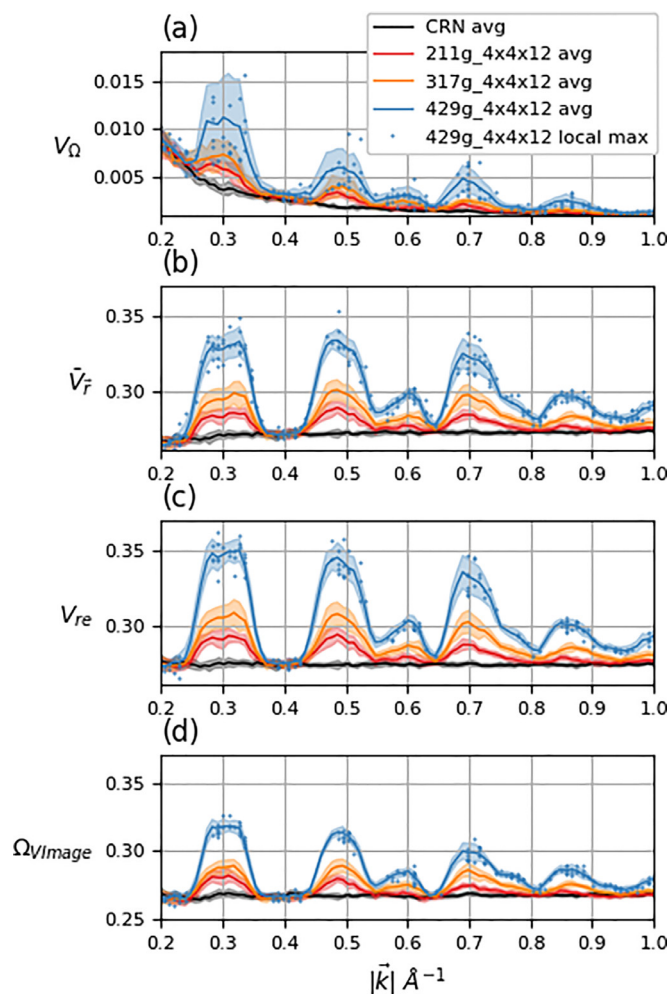 (a)
CRN avg
211g_4x4x12 avg
317g_4x4x12 avg
429g_4x4x12 avg
429g_4x4x12 local max
0.015
0.010
0.005
V_Ω
0.2 0.3 0.4 0.5 0.6 0.7 0.8 0.9 1.0
(b)
0.35
0.30
V̄_r̄
0.2 0.3 0.4 0.5 0.6 0.7 0.8 0.9 1.0
(c)
0.35
0.30
V_re
0.2 0.3 0.4 0.5 0.6 0.7 0.8 0.9 1.0
(d)
0.35
0.30
0.25
Ω_VImage
0.2 0.3 0.4 0.5 0.6 0.7 0.8 0.9 1.0
|k⃗| Å⁻¹